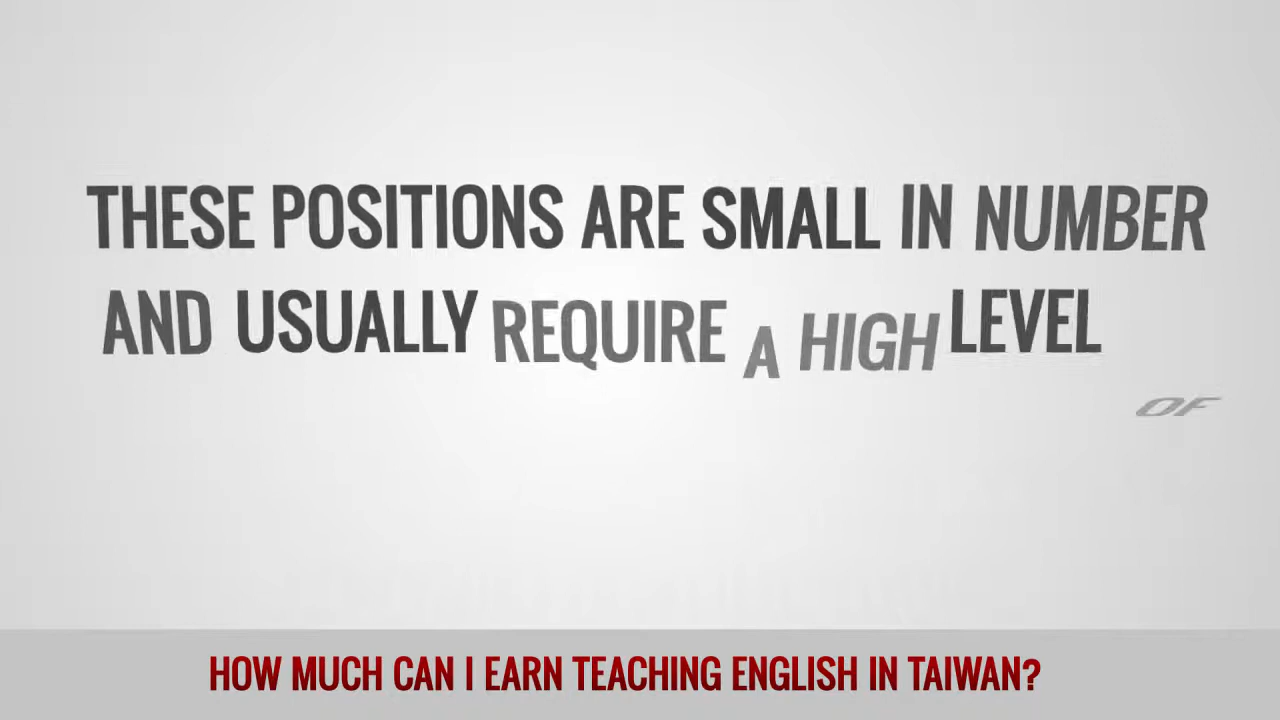 THESE POSITIONS ARE SMALL IN NUMBER
AND USUALLY REQUIRE A HIGH LEVEL
OF
HOW MUCH CAN I EARN TEACHING ENGLISH IN TAIWAN?